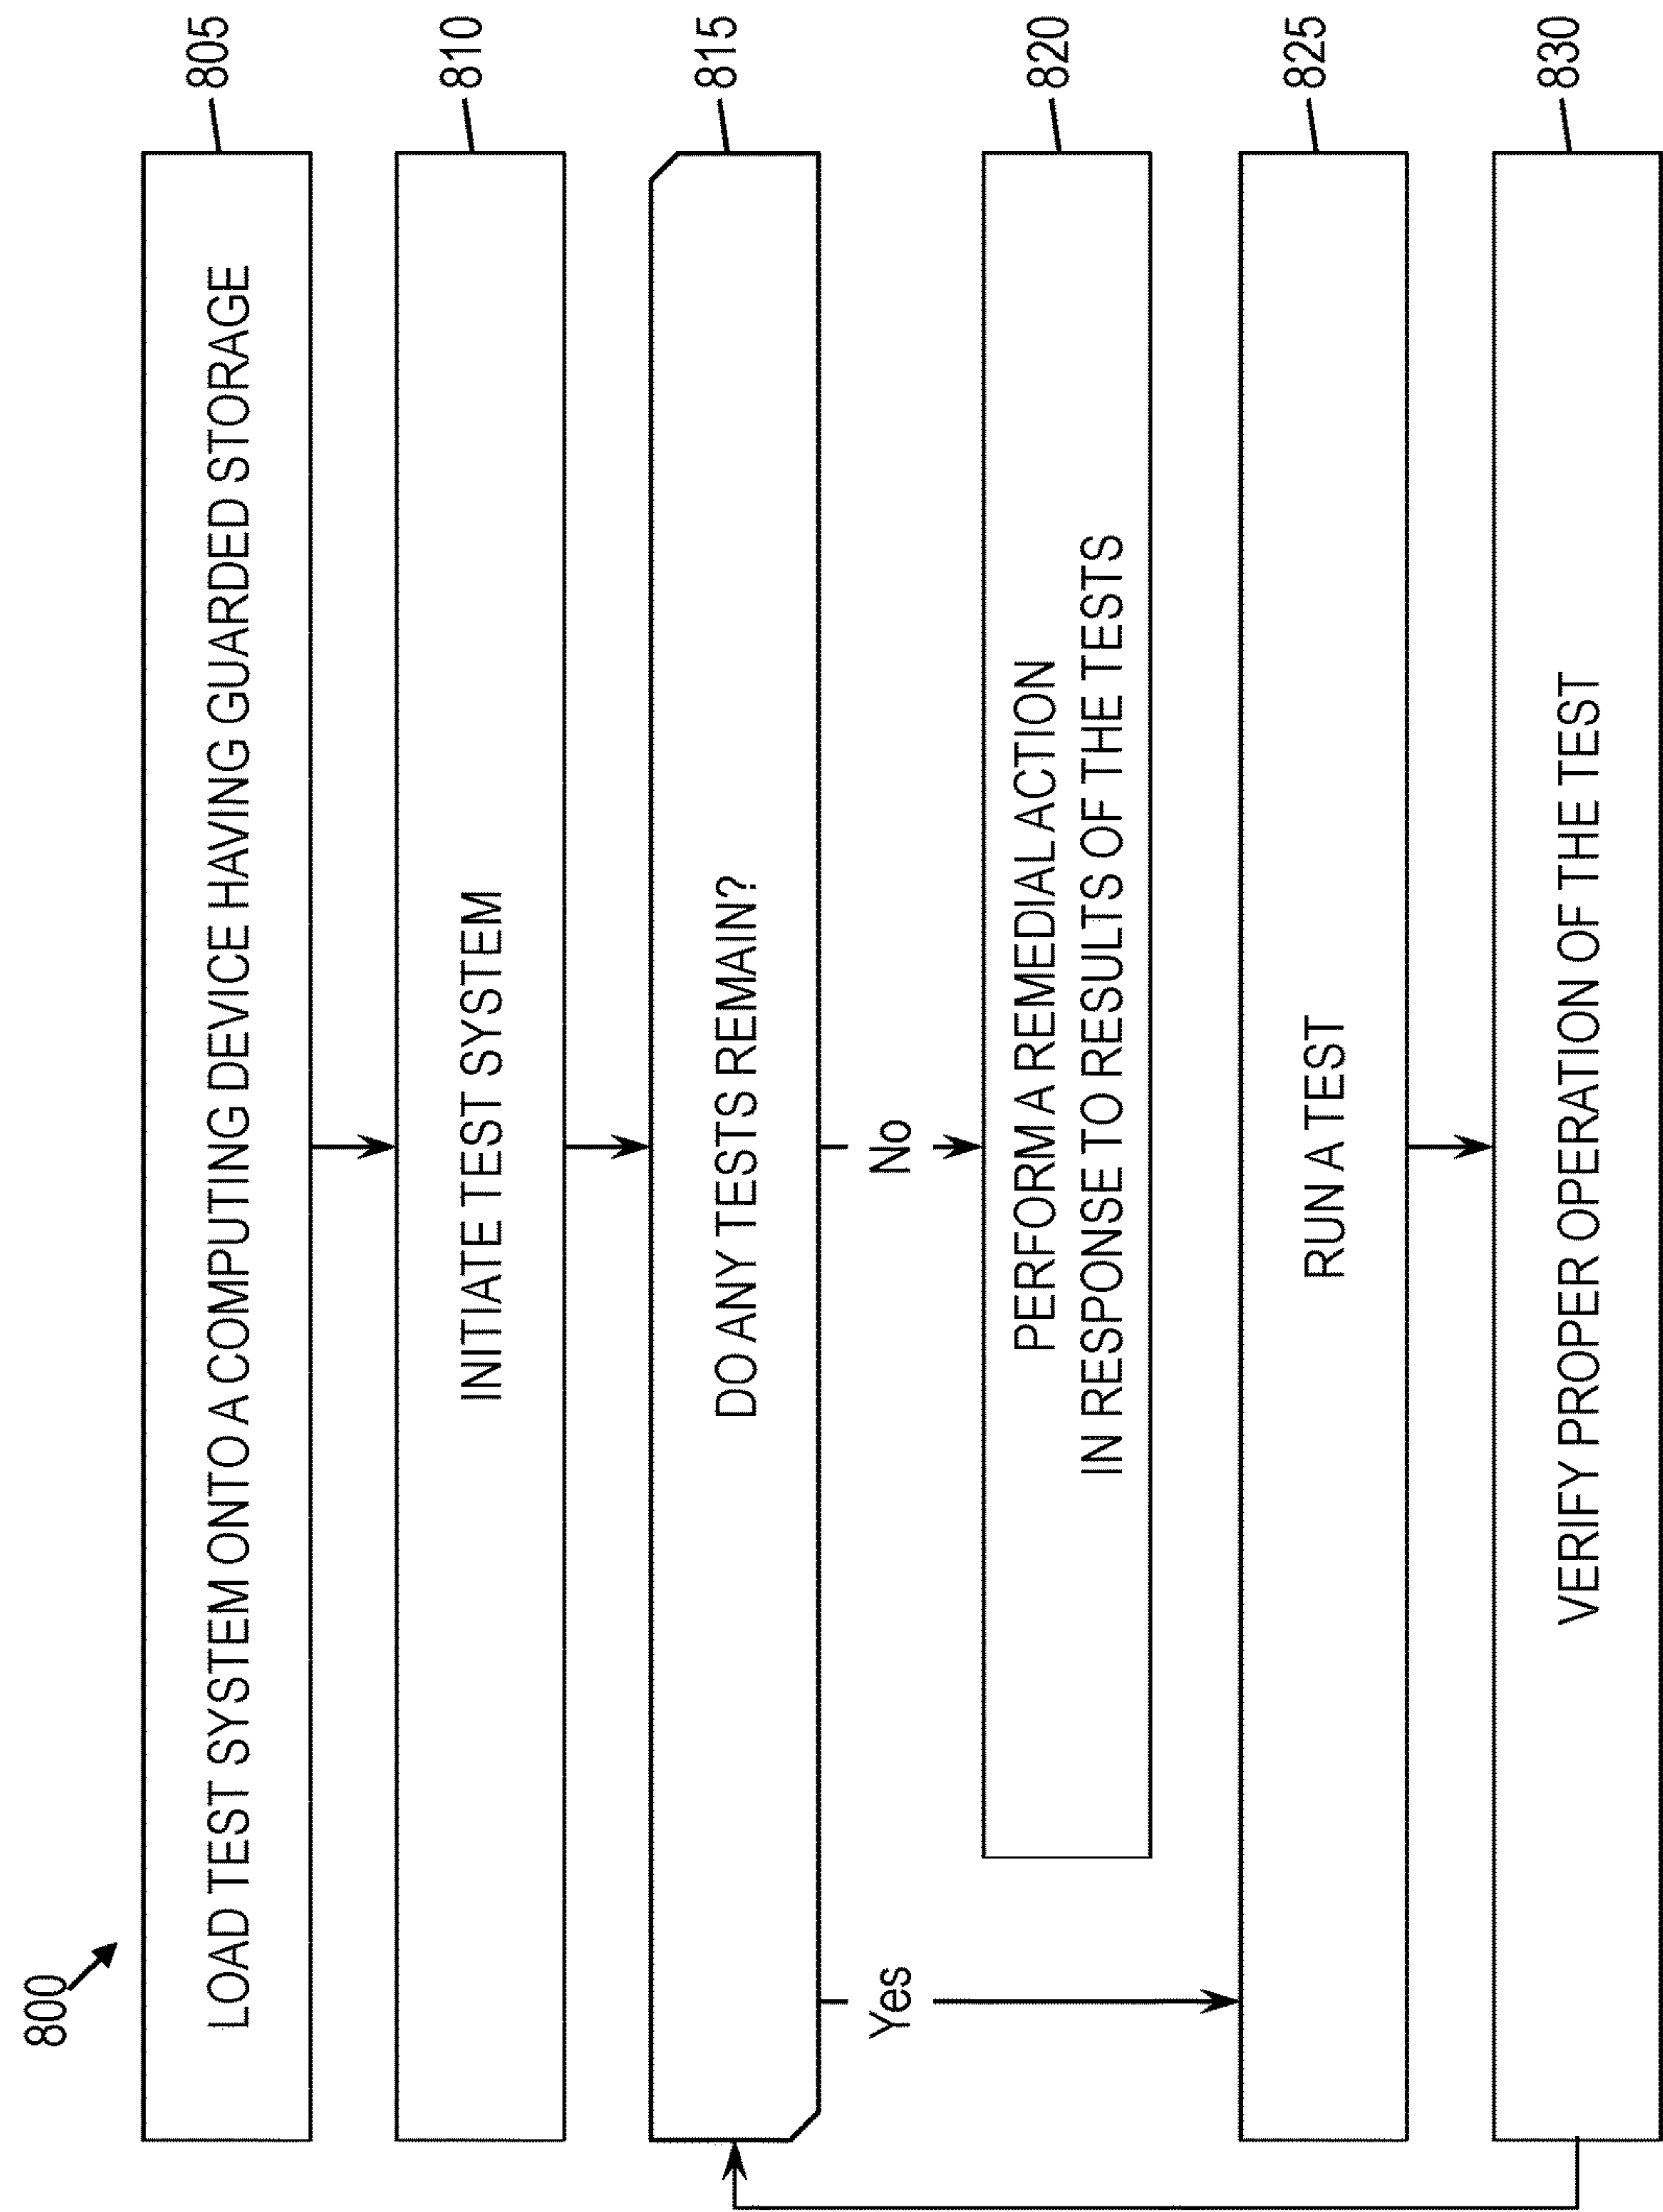 800
LOAD TEST SYSTEM ONTO A COMPUTING DEVICE HAVING GUARDED STORAGE
805
INITIATE TEST SYSTEM
810
DO ANY TESTS REMAIN?
815
Yes
No
PERFORM A REMEDIAL ACTION
IN RESPONSE TO RESULTS OF THE TESTS
820
RUN A TEST
825
VERIFY PROPER OPERATION OF THE TEST
830